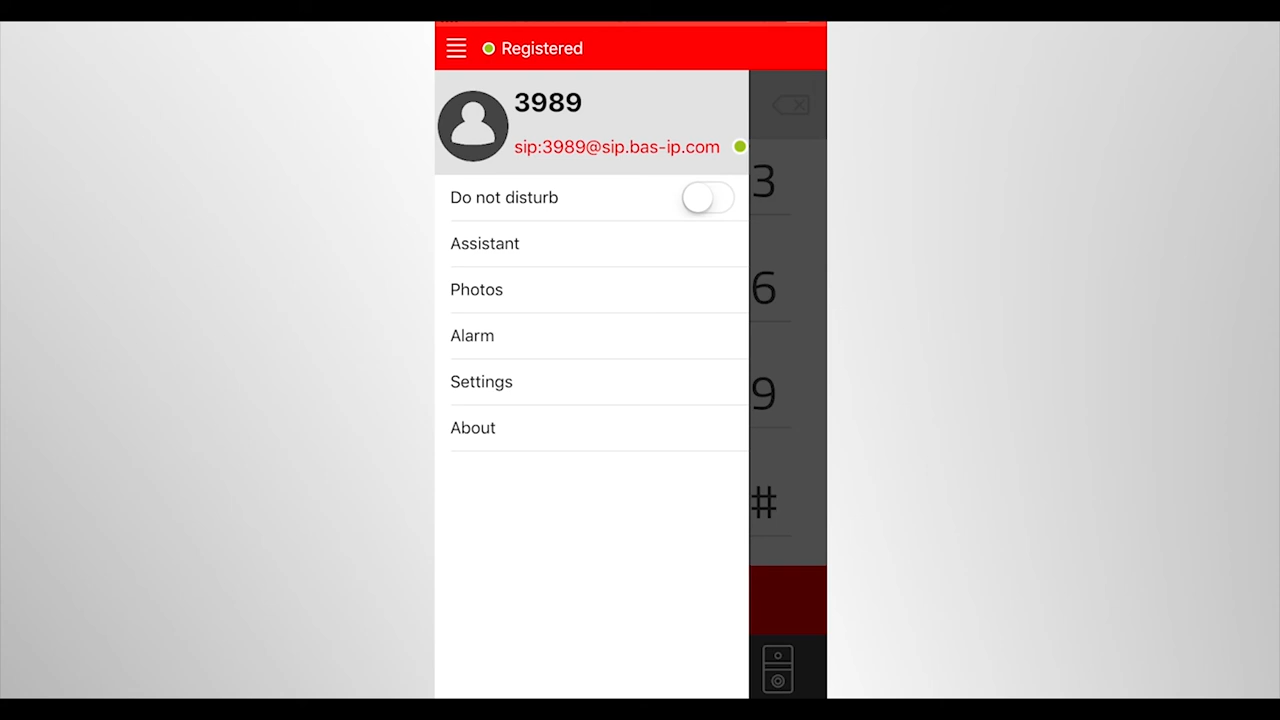 Registered
3989
sip:3989@sip.bas-ip.com
Do not disturb
Assistant
Photos
Alarm
Settings
About
3
6
9
#